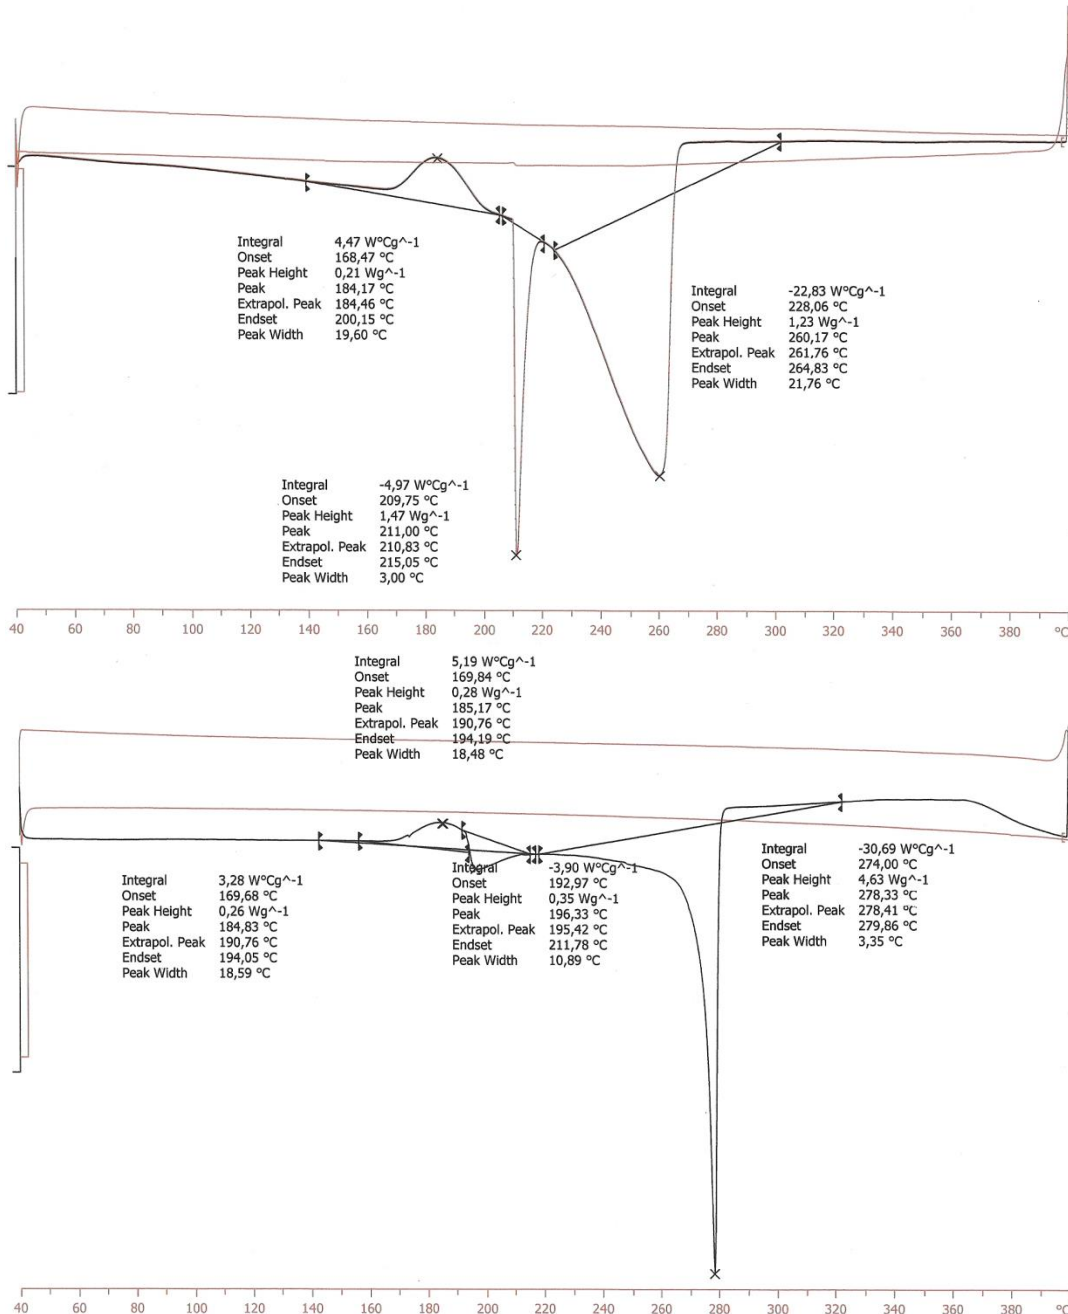 Integral 4,47 W°Cg^-1
Onset 168,47 °C
Peak Height 0,21 Wg^-1
Peak 184,17 °C
Extrapol. Peak 184,46 °C
Endset 200,15 °C
Peak Width 19,60 °C
Integral -22,83 W°Cg^-1
Onset 228,06 °C
Peak Height 1,23 Wg^-1
Peak 260,17 °C
Extrapol. Peak 261,76 °C
Endset 264,83 °C
Peak Width 21,76 °C
Integral -4,97 W°Cg^-1
Onset 209,75 °C
Peak Height 1,47 Wg^-1
Peak 211,00 °C
Extrapol. Peak 210,83 °C
Endset 215,05 °C
Peak Width 3,00 °C
40 60 80 100 120 140 160 180 200 220 240 260 280 300 320 340 360 380 °C
Integral 5,19 W°Cg^-1
Onset 169,84 °C
Peak Height 0,28 Wg^-1
Peak 185,17 °C
Extrapol. Peak 190,76 °C
Endset 194,19 °C
Peak Width 18,48 °C
Integral 3,28 W°Cg^-1
Onset 169,68 °C
Peak Height 0,26 Wg^-1
Peak 184,83 °C
Extrapol. Peak 190,76 °C
Endset 194,05 °C
Peak Width 18,59 °C
Integral -3,90 W°Cg^-1
Onset 192,97 °C
Peak Height 0,35 Wg^-1
Peak 196,33 °C
Extrapol. Peak 195,42 °C
Endset 211,78 °C
Peak Width 10,89 °C
Integral -30,69 W°Cg^-1
Onset 274,00 °C
Peak Height 4,63 Wg^-1
Peak 278,33 °C
Extrapol. Peak 278,41 °C
Endset 279,86 °C
Peak Width 3,35 °C
40 60 80 100 120 140 160 180 200 220 240 260 280 300 320 340 360 380 °C